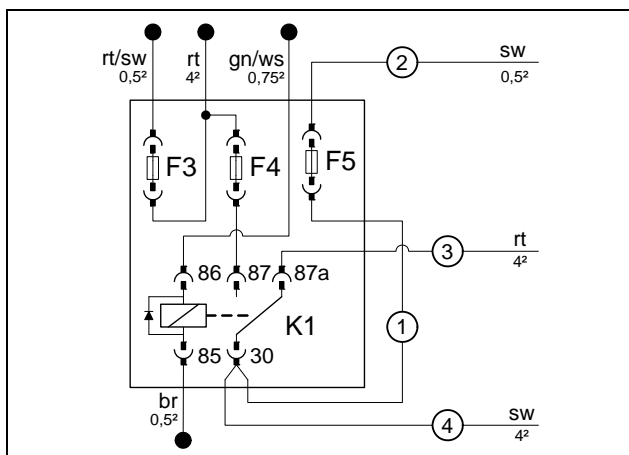 rt/sw
0,5²
rt
4²
gn/ws
0,75²
2
sw
0,5²
F3
F4
F5
3
rt
4²
86
87
87a
K1
1
85
30
br
0,5²
4
sw
4²